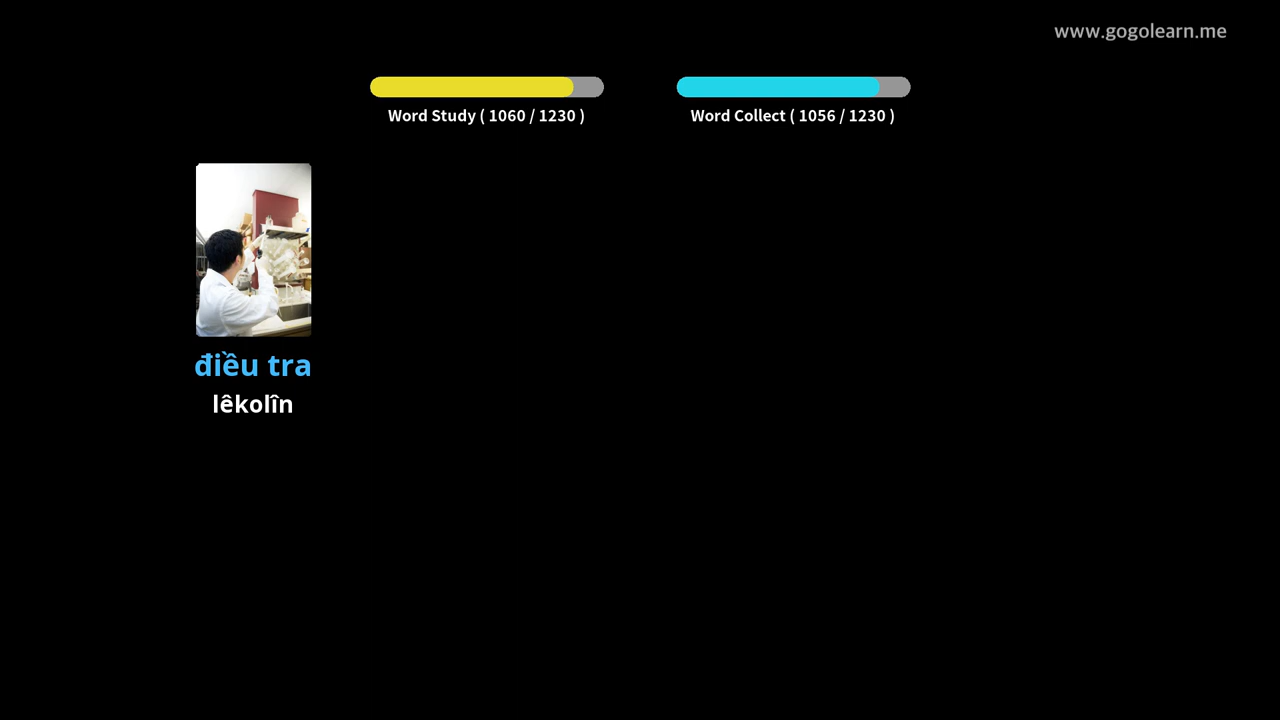 www.gogolearn.me
Word Study ( 1060 / 1230 )
Word Collect ( 1056 / 1230 )
điều tra
lêkolîn